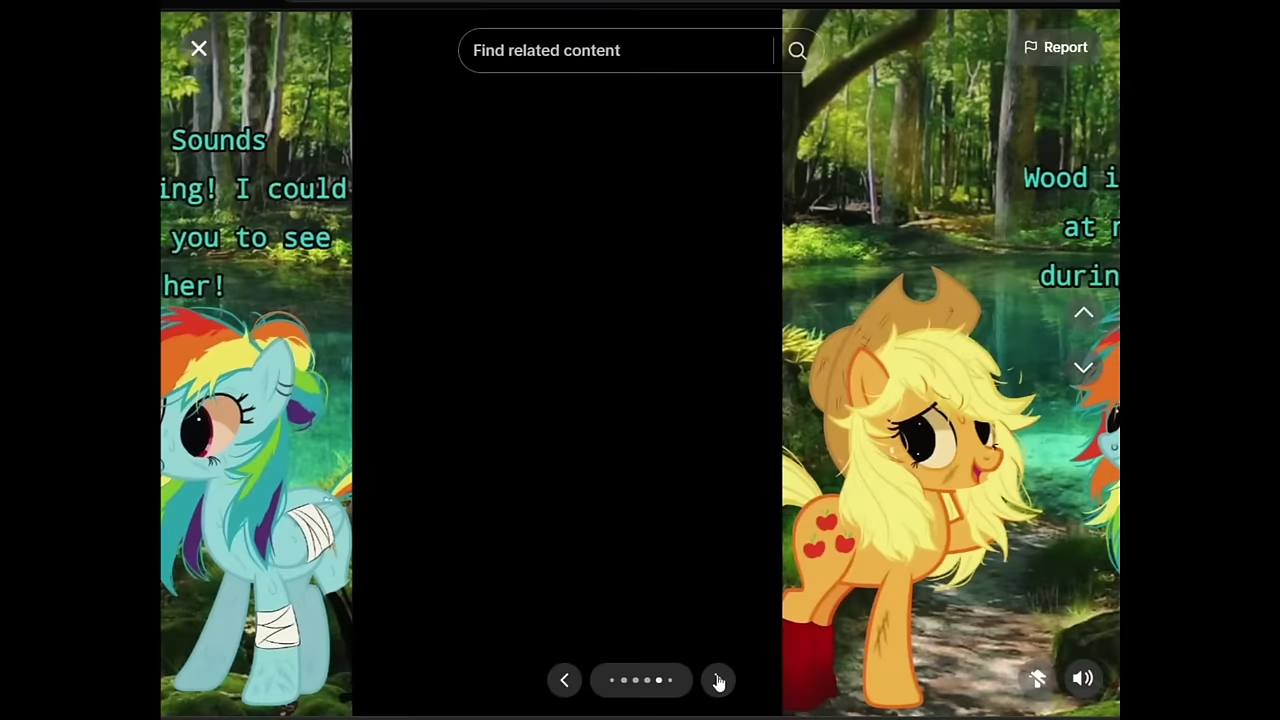 Find related content
Report
Sounds
ing! I could
you to see
her!
Wood i
at
durin